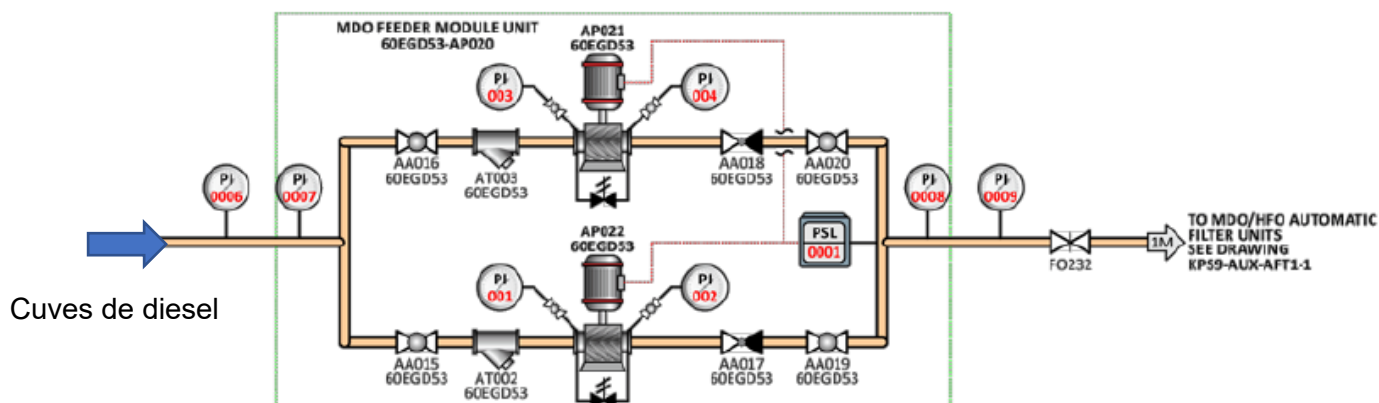 MDO FEEDER MODULE UNIT
60EGD53-AP020
AP021
60EGD53
PI
003
PI
004
AA016
60EGD53
AT003
60EGD53
AA018
60EGD53
AA020
60EGD53
PI
0006
PI
0007
PI
0008
PI
0009
Cuves de diesel
PSL
0001
FO232
1M
TO MDO/HFO AUTOMATIC
FILTER UNITS
SEE DRAWING
KPS9-AUX-AFT1-1
AP022
60EGD53
PI
001
PI
002
AA015
60EGD53
AT002
60EGD53
AA017
60EGD53
AA019
60EGD53